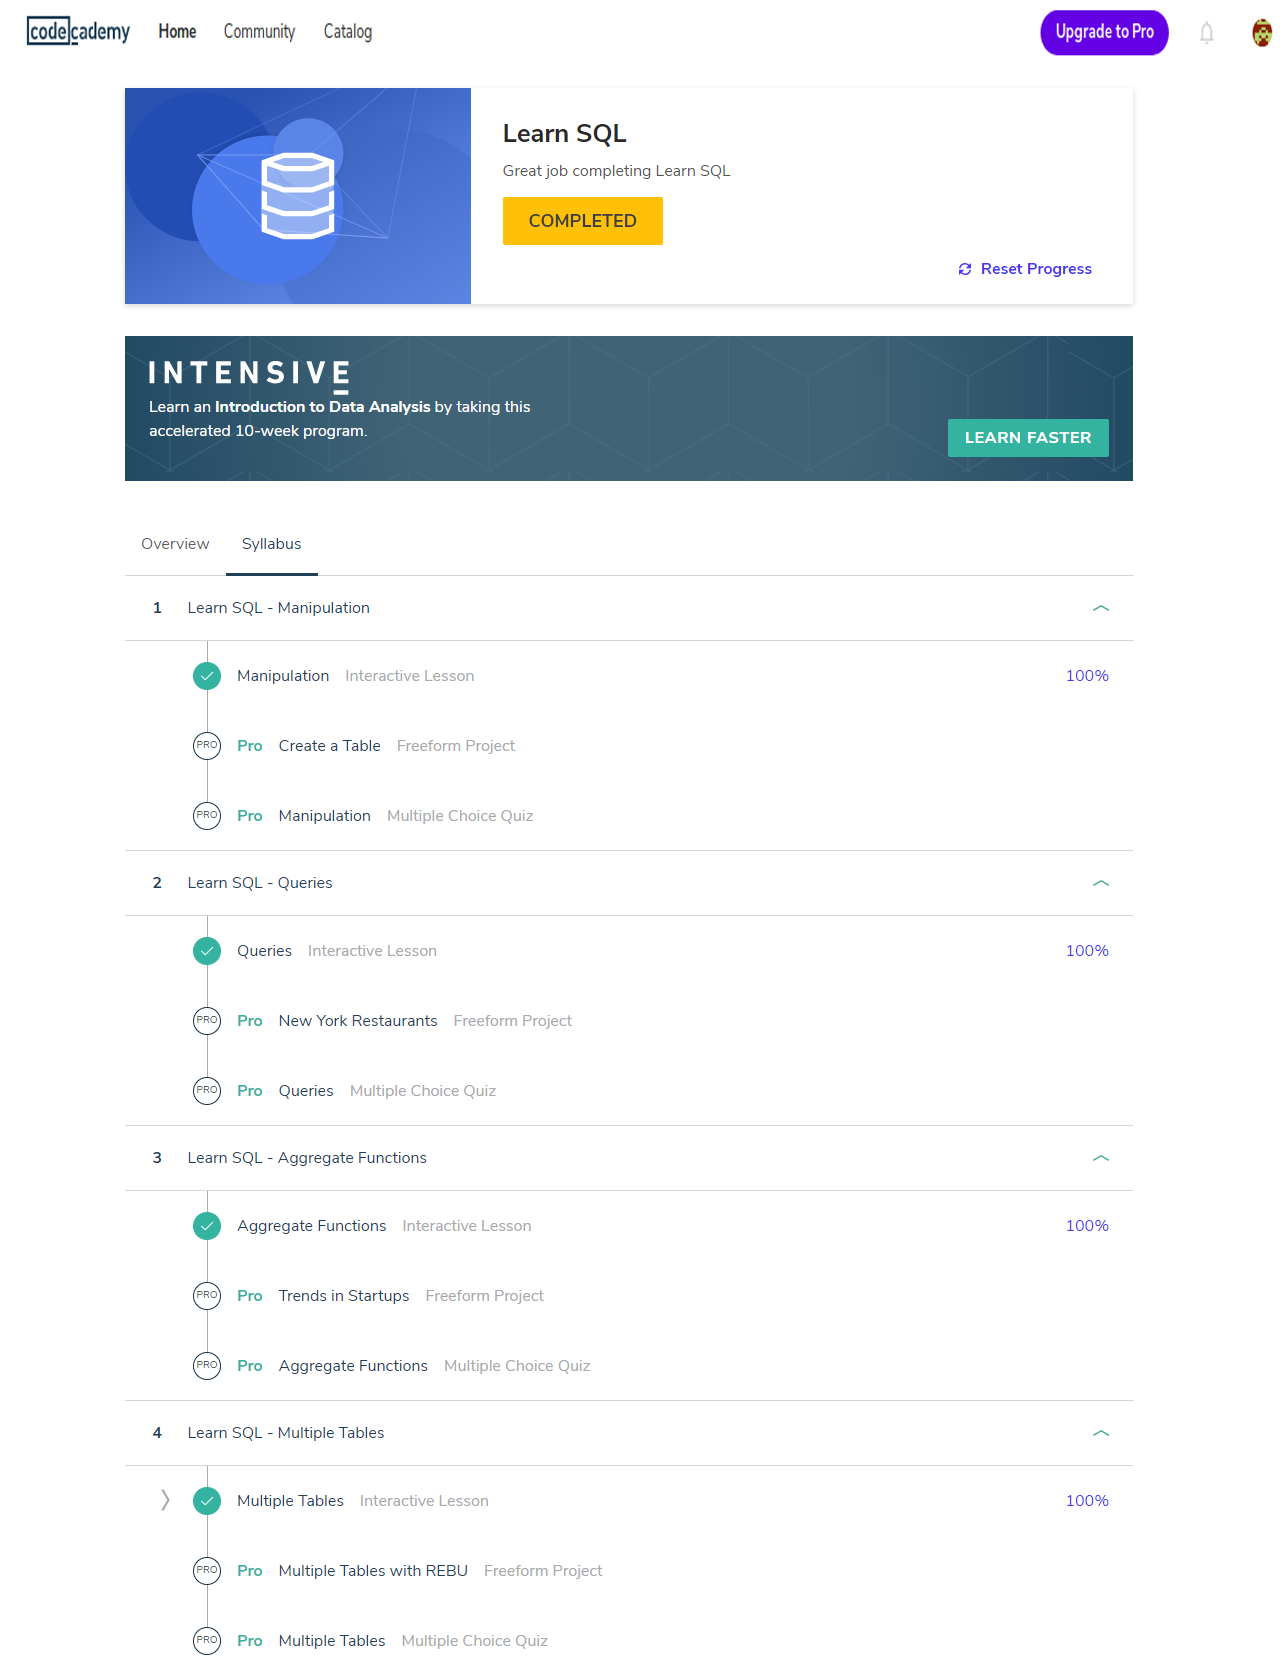 codecademy Home Community Catalog Upgrade to Pro
Learn SQL
Great job completing Learn SQL
COMPLETED
Reset Progress
INTENSIVE
Learn an Introduction to Data Analysis by taking this
accelerated 10-week program.
LEARN FASTER
Overview Syllabus
1 Learn SQL - Manipulation
Manipulation Interactive Lesson 100%
PRO Pro Create a Table Freeform Project
PRO Pro Manipulation Multiple Choice Quiz
2 Learn SQL - Queries
Queries Interactive Lesson 100%
PRO Pro New York Restaurants Freeform Project
PRO Pro Queries Multiple Choice Quiz
3 Learn SQL - Aggregate Functions
Aggregate Functions Interactive Lesson 100%
PRO Pro Trends in Startups Freeform Project
PRO Pro Aggregate Functions Multiple Choice Quiz
4 Learn SQL - Multiple Tables
Multiple Tables Interactive Lesson 100%
PRO Pro Multiple Tables with REBU Freeform Project
PRO Pro Multiple Tables Multiple Choice Quiz